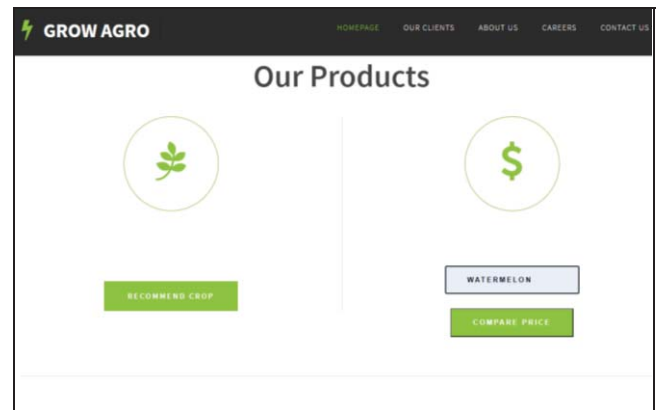 GROW AGRO
HOMEPAGE OUR CLIENTS ABOUT US CAREERS CONTACT US
Our Products
$
RECOMMEND CROP
WATERMELON
COMPARE PRICE